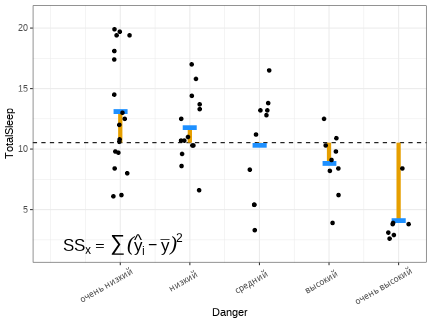 20
15
10
5
TotalSleep
SSₓ = ∑(ŷᵢ − y̅)²
очень низкий
низкий
средний
высокий
очень высокий
Danger